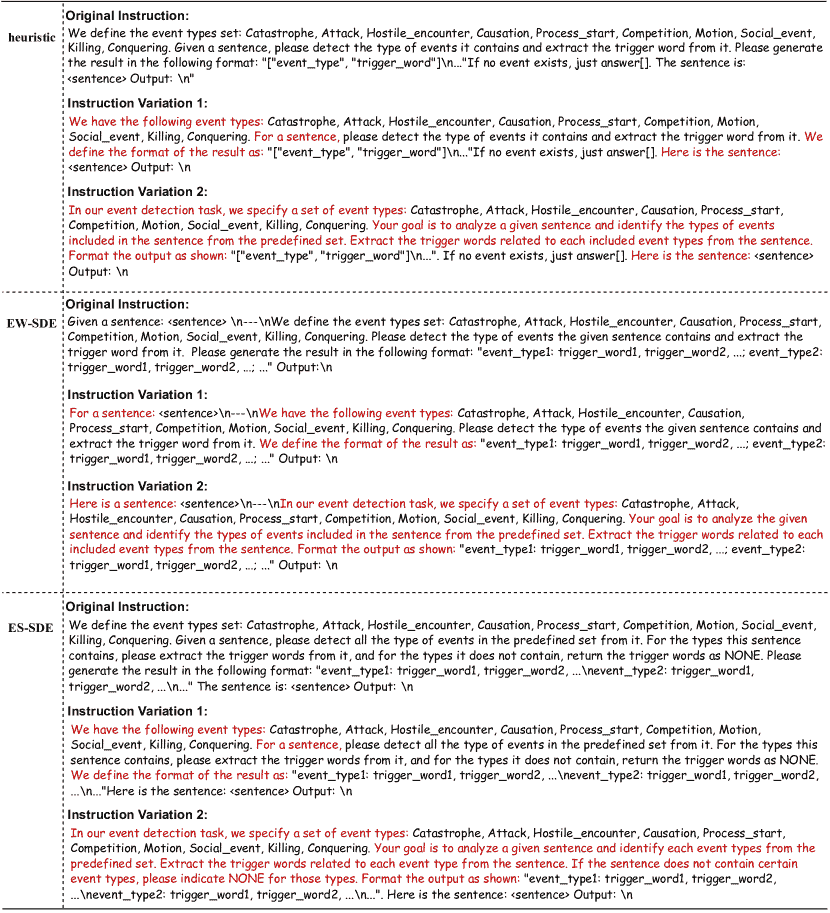 heuristic
Original Instruction:
We define the event types set: Catastrophe, Attack, Hostile_encounter, Causation, Process_start, Competition, Motion, Social_event,
Killing, Conquering. Given a sentence, please detect the type of events it contains and extract the trigger word from it. Please generate
the result in the following format: "["event_type", "trigger_word"]\n..."If no event exists, just answer[]. The sentence is:
<sentence> Output: \n"
Instruction Variation 1:
We have the following event types: Catastrophe, Attack, Hostile_encounter, Causation, Process_start, Competition, Motion,
Social_event, Killing, Conquering. For a sentence, please detect the type of events it contains and extract the trigger word from it. We
define the format of the result as: "["event_type", "trigger_word"]\n..."If no event exists, just answer[]. Here is the sentence:
<sentence> Output: \n
Instruction Variation 2:
In our event detection task, we specify a set of event types: Catastrophe, Attack, Hostile_encounter, Causation, Process_start,
Competition, Motion, Social_event, Killing, Conquering. Your goal is to analyze a given sentence and identify the types of events
included in the sentence from the predefined set. Extract the trigger words related to each included event types from the sentence.
Format the output as shown: "["event_type", "trigger_word"]\n...". If no event exists, just answer[]. Here is the sentence: <sentence>
Output: \n
EW-SDE
Original Instruction:
Given a sentence: <sentence> \n---\nWe define the event types set: Catastrophe, Attack, Hostile_encounter, Causation, Process_start,
Competition, Motion, Social_event, Killing, Conquering. Please detect the type of events the given sentence contains and extract the
trigger word from it. Please generate the result in the following format: "event_type1: trigger_word1, trigger_word2, ...; event_type2:
trigger_word1, trigger_word2, ...; ..." Output:\n
Instruction Variation 1:
For a sentence: <sentence>\n---\nWe have the following event types: Catastrophe, Attack, Hostile_encounter, Causation,
Process_start, Competition, Motion, Social_event, Killing, Conquering. Please detect the type of events the given sentence contains and
extract the trigger word from it. We define the format of the result as: "event_type1: trigger_word1, trigger_word2, ...; event_type2:
trigger_word1, trigger_word2, ...; ..." Output: \n
Instruction Variation 2:
Here is a sentence: <sentence>\n---\nIn our event detection task, we specify a set of event types: Catastrophe, Attack,
Hostile_encounter, Causation, Process_start, Competition, Motion, Social_event, Killing, Conquering. Your goal is to analyze the given
sentence and identify the types of events included in the sentence from the predefined set. Extract the trigger words related to each
included event types from the sentence. Format the output as shown: "event_type1: trigger_word1, trigger_word2, ...; event_type2:
trigger_word1, trigger_word2, ...; ..." Output: \n
ES-SDE
Original Instruction:
We define the event types set: Catastrophe, Attack, Hostile_encounter, Causation, Process_start, Competition, Motion, Social_event,
Killing, Conquering. Given a sentence, please detect all the type of events in the predefined set from it. For the types this sentence
contains, please extract the trigger words from it, and for the types it does not contain, return the trigger words as NONE. Please
generate the result in the following format: "event_type1: trigger_word1, trigger_word2, ...\nevent_type2: trigger_word1,
trigger_word2, ...\n..." The sentence is: <sentence> Output: \n
Instruction Variation 1:
We have the following event types: Catastrophe, Attack, Hostile_encounter, Causation, Process_start, Competition, Motion,
Social_event, Killing, Conquering. For a sentence, please detect all the type of events in the predefined set from it. For the types this
sentence contains, please extract the trigger words from it, and for the types it does not contain, return the trigger words as NONE.
We define the format of the result as: "event_type1: trigger_word1, trigger_word2, ...\nevent_type2: trigger_word1, trigger_word2,
...\n..."Here is the sentence: <sentence> Output: \n
Instruction Variation 2:
In our event detection task, we specify a set of event types: Catastrophe, Attack, Hostile_encounter, Causation, Process_start,
Competition, Motion, Social_event, Killing, Conquering. Your goal is to analyze a given sentence and identify each event types from the
predefined set. Extract the trigger words related to each event type from the sentence. If the sentence does not contain certain
event types, please indicate NONE for those types. Format the output as shown: "event_type1: trigger_word1, trigger_word2,
...\nevent_type2: trigger_word1, trigger_word2, ...\n...". Here is the sentence: <sentence> Output: \n